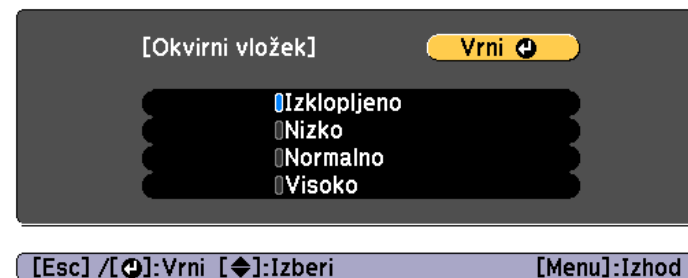 [Okvirni vložek] Vrni
Izklopljeno
Nizko
Normalno
Visoko
[Esc] /[⏎]:Vrni [◆]:Izberi [Menu]:Izhod